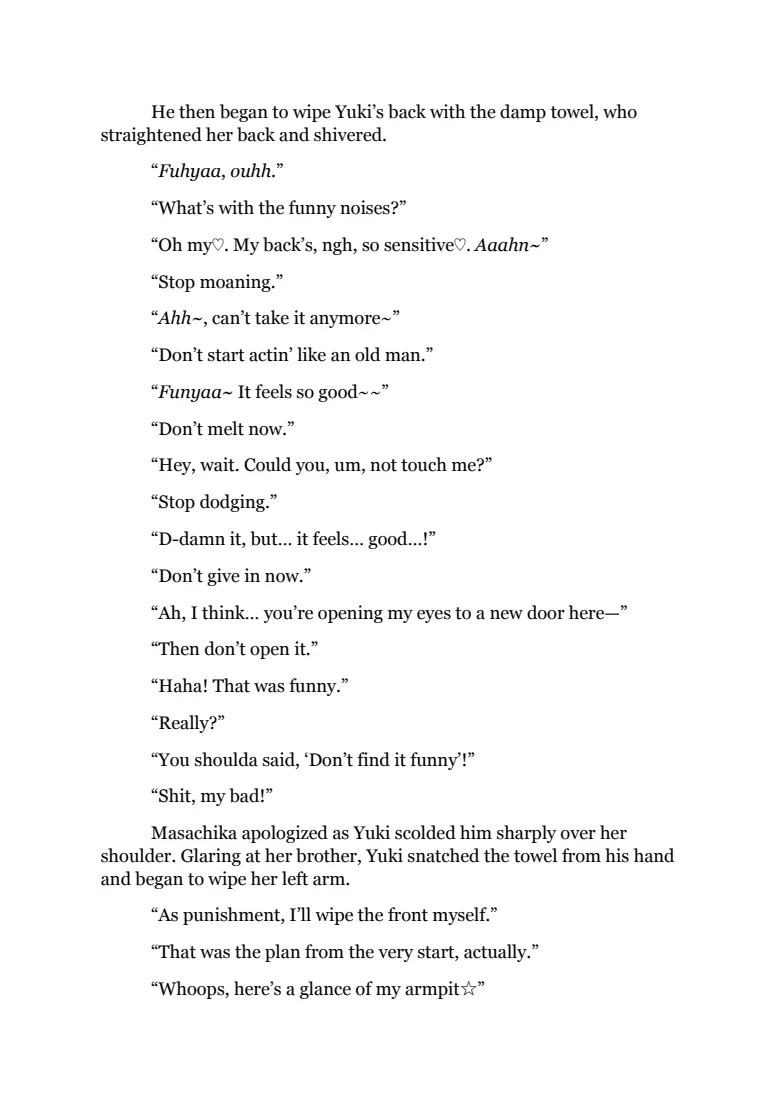 He then began to wipe Yuki’s back with the damp towel, who
straightened her back and shivered.
“Fuhyaa, ouhh.”
“What’s with the funny noises?”
“Oh my♡. My back’s, ngh, so sensitive♡. Aaahn~”
“Stop moaning.”
“Ahh~, can’t take it anymore~”
“Don’t start actin’ like an old man.”
“Funyaa~ It feels so good~~”
“Don’t melt now.”
“Hey, wait. Could you, um, not touch me?”
“Stop dodging.”
“D-damn it, but… it feels… good…!”
“Don’t give in now.”
“Ah, I think… you’re opening my eyes to a new door here—”
“Then don’t open it.”
“Haha! That was funny.”
“Really?”
“You shoulda said, ‘Don’t find it funny’!”
“Shit, my bad!”
Masachika apologized as Yuki scolded him sharply over her
shoulder. Glaring at her brother, Yuki snatched the towel from his hand
and began to wipe her left arm.
“As punishment, I’ll wipe the front myself.”
“That was the plan from the very start, actually.”
“Whoops, here’s a glance of my armpit☆”